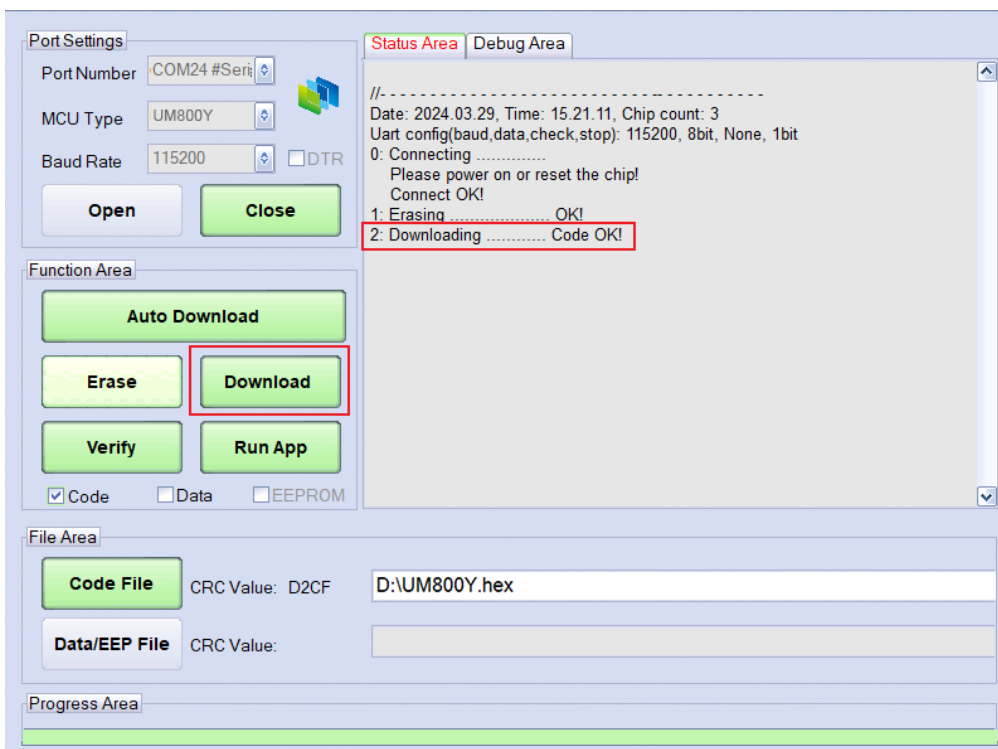 Port Settings
Port Number COM24 #Seri
MCU Type UM800Y
Baud Rate 115200 DTR
Open Close
Function Area
Auto Download
Erase Download
Verify Run App
Code Data EEPROM
Status Area Debug Area
//- - - - - - - - - - - - - - - - - - - - - - - - - - - - - - - - - - - - - - - -
Date: 2024.03.29, Time: 15.21.11, Chip count: 3
Uart config(baud,data,check,stop): 115200, 8bit, None, 1bit
0: Connecting ..............
Please power on or reset the chip!
Connect OK!
1: Erasing .................... OK!
2: Downloading ............ Code OK!
File Area
Code File CRC Value: D2CF D:\UM800Y.hex
Data/EEP File CRC Value:
Progress Area